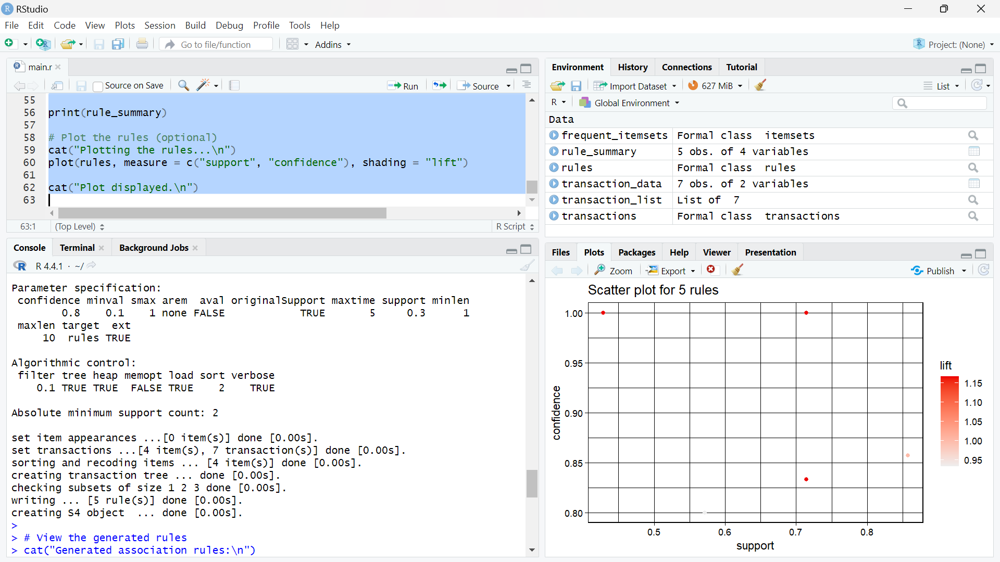 RStudio
File Edit Code View Plots Session Build Debug Profile Tools Help
Go to file/function Addins Project: (None)
main.r
Source on Save Run Source
55
56 print(rule_summary)
57
58 # Plot the rules (optional)
59 cat("Plotting the rules...\n")
60 plot(rules, measure = c("support", "confidence"), shading = "lift")
61
62 cat("Plot displayed.\n")
63
63:1 (Top Level) R Script
Console Terminal Background Jobs
R 4.4.1 · ~/
Parameter specification:
confidence minval smax arem aval originalSupport maxtime support minlen
0.8 0.1 1 none FALSE TRUE 5 0.3 1
maxlen target ext
10 rules TRUE
Algorithmic control:
filter tree heap memopt load sort verbose
0.1 TRUE TRUE FALSE TRUE 2 TRUE
Absolute minimum support count: 2
set item appearances ...[0 item(s)] done [0.00s].
set transactions ...[4 item(s), 7 transaction(s)] done [0.00s].
sorting and recoding items ... [4 item(s)] done [0.00s].
creating transaction tree ... done [0.00s].
checking subsets of size 1 2 3 done [0.00s].
writing ... [5 rule(s)] done [0.00s].
creating S4 object ... done [0.00s].
>
> # View the generated rules
> cat("Generated association rules:\n")
Environment History Connections Tutorial
Import Dataset 627 MiB List
R Global Environment
Data
frequent_itemsets Formal class itemsets
rule_summary 5 obs. of 4 variables
rules Formal class rules
transaction_data 7 obs. of 2 variables
transaction_list List of 7
transactions Formal class transactions
Files Plots Packages Help Viewer Presentation
Zoom Export Publish
Scatter plot for 5 rules
1.00
0.95
0.90
0.85
0.80
confidence
0.5 0.6 0.7 0.8
support
lift
1.15
1.10
1.05
1.00
0.95